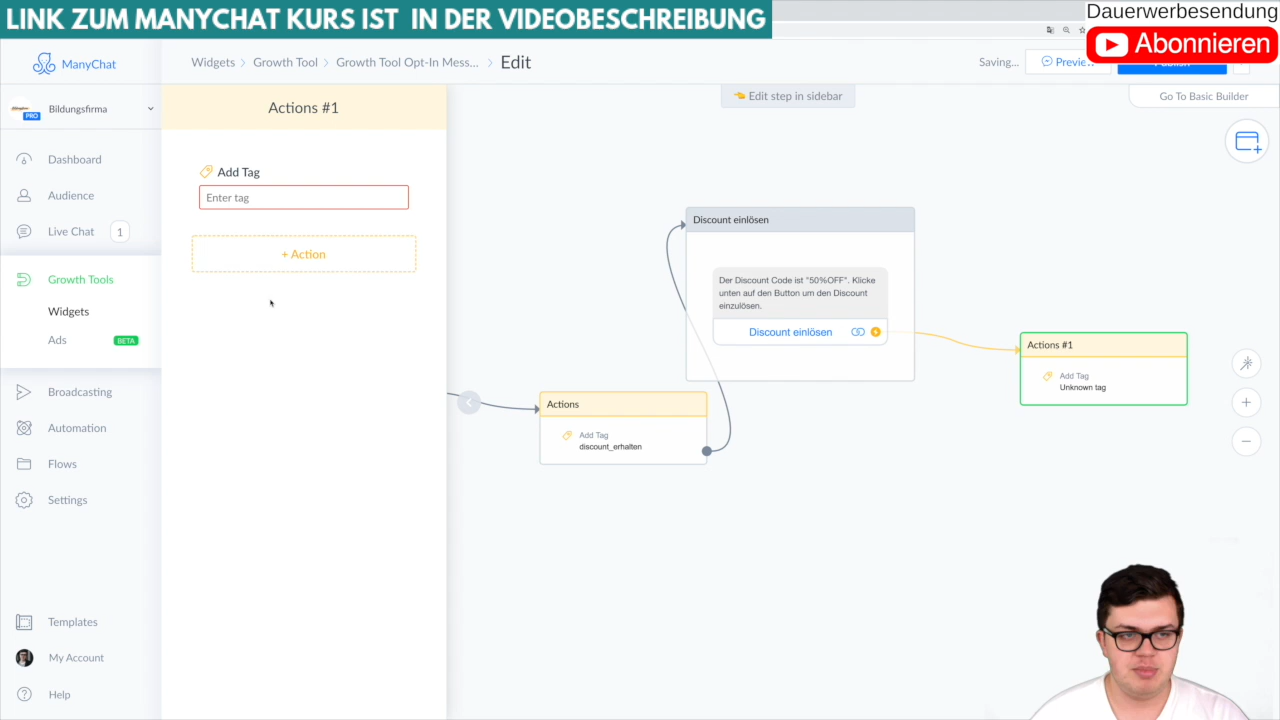 LINK ZUM MANYCHAT KURS IST IN DER VIDEOBESCHREIBUNG
Dauerwerbesendung
Abonnieren
ManyChat
Widgets
Growth Tool
Growth Tool Opt-In Mess...
Edit
Saving...
Bildungsfirma
PRO
Dashboard
Audience
Live Chat
1
Growth Tools
Widgets
Ads
BETA
Broadcasting
Automation
Flows
Settings
Templates
My Account
Help
Actions #1
Add Tag
Enter tag
+ Action
Edit step in sidebar
Go To Basic Builder
Discount einlösen
Der Discount Code ist "50%OFF". Klicke
unten auf den Button um den Discount
einzulösen.
Discount einlösen
Actions
Add Tag
discount_erhalten
Actions #1
Add Tag
Unknown tag